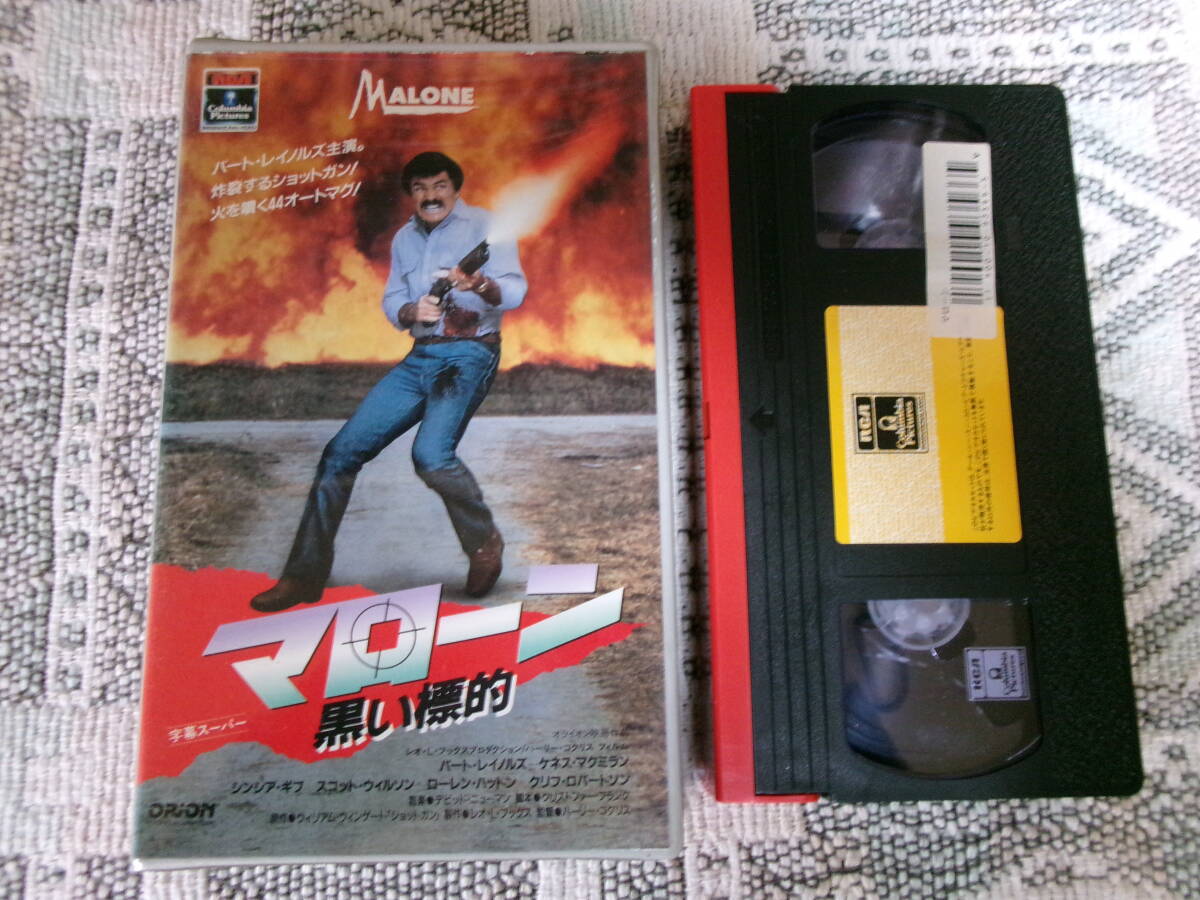 RCA
Columbia
Pictures
MALONE
バート・レイノルズ主演。
炸裂するショットガン!
火を噴く44オートマグ!
マローン
黒い標的
字幕スーパー
オライオン映画作品
レオ・L・フックスプロダクション/ハーリー・コクリス フィルム
バート・レイノルズ ケネス・マクミラン
シンシア・ギブ スコット・ウィルソン ローレン・ハットン クリフ・ロバートソン
音楽●デビッド・ニューマン 脚本●クリストファー・フランク
原作●ウィリアム・ウィンゲート「ショットガン」 製作●レオ・L・フックス 監督●ハーリー・コクリス
ORION
RCA
Columbia
Pictures
RCA
Columbia
Pictures